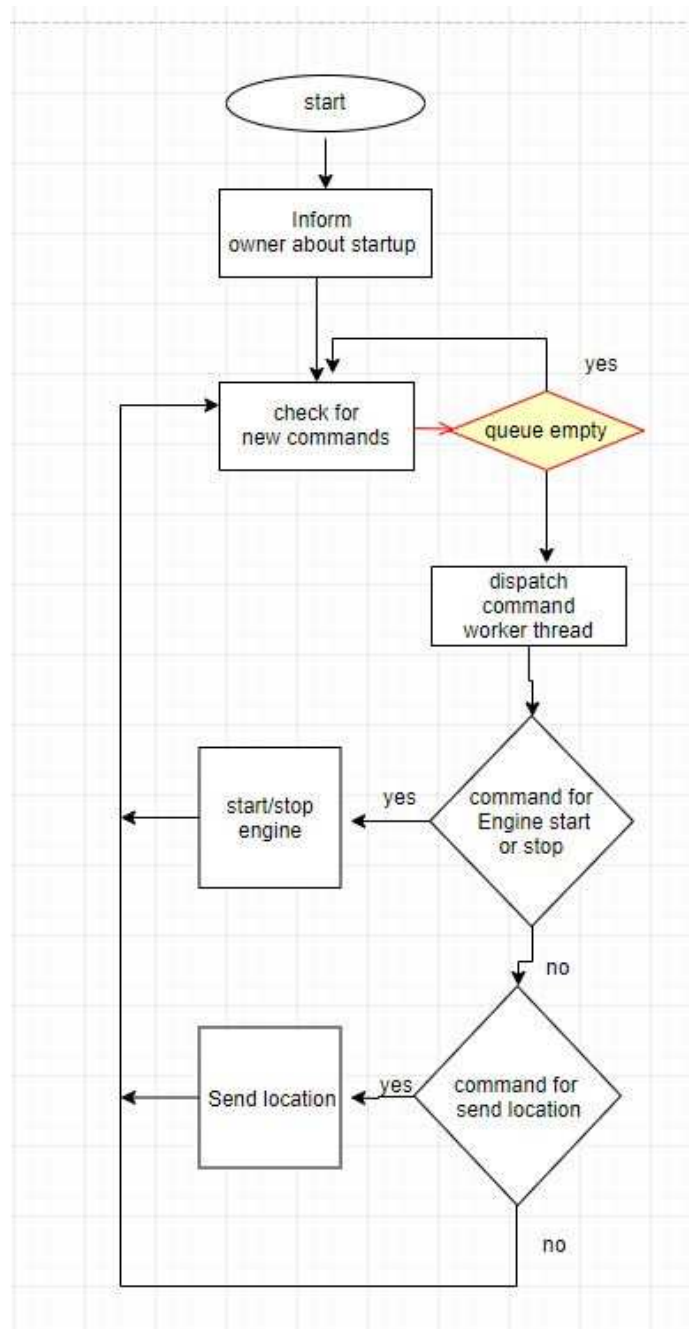 start
Inform
owner about startup
yes
check for
new commands
queue empty
dispatch
command
worker thread
start/stop
engine
yes
command for
Engine start
or stop
no
Send location
yes
command for
send location
no